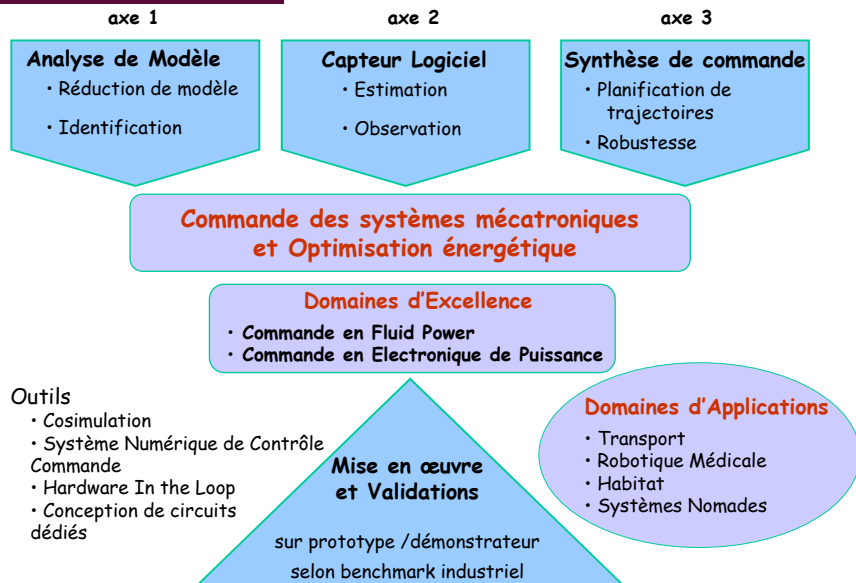 axe 1
axe 2
axe 3
Analyse de Modèle
• Réduction de modèle
• Identification
Capteur Logiciel
• Estimation
• Observation
Synthèse de commande
• Planification de
trajectoires
• Robustesse
Commande des systèmes mécatroniques
et Optimisation énergétique
Domaines d'Excellence
• Commande en Fluid Power
• Commande en Electronique de Puissance
Outils
• Cosimulation
• Système Numérique de Contrôle
Commande
• Hardware In the Loop
• Conception de circuits
dédiés
Mise en œuvre
et Validations
sur prototype /démonstrateur
selon benchmark industriel
Domaines d'Applications
• Transport
• Robotique Médicale
• Habitat
• Systèmes Nomades